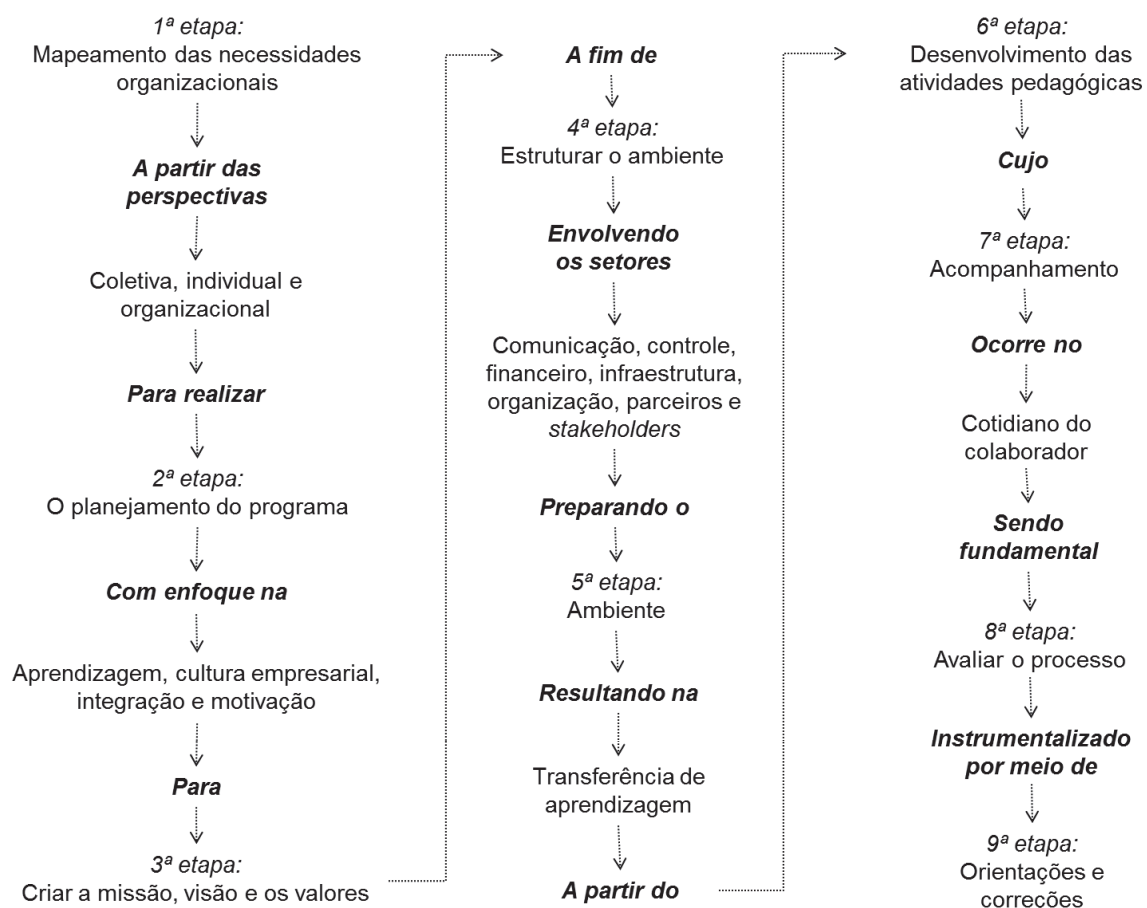 1ª etapa:
Mapeamento das necessidades
organizacionais
A partir das
perspectivas
Coletiva, individual e
organizacional
Para realizar
2ª etapa:
O planejamento do programa
Com enfoque na
Aprendizagem, cultura empresarial,
integração e motivação
Para
3ª etapa:
Criar a missão, visão e os valores
A fim de
4ª etapa:
Estruturar o ambiente
Envolvendo
os setores
Comunicação, controle,
financeiro, infraestrutura,
organização, parceiros e
stakeholders
Preparando o
5ª etapa:
Ambiente
Resultando na
Transferência de
aprendizagem
A partir do
6ª etapa:
Desenvolvimento das
atividades pedagógicas
Cujo
7ª etapa:
Acompanhamento
Ocorre no
Cotidiano do
colaborador
Sendo
fundamental
8ª etapa:
Avaliar o processo
Instrumentalizado
por meio de
9ª etapa:
Orientações e
correções